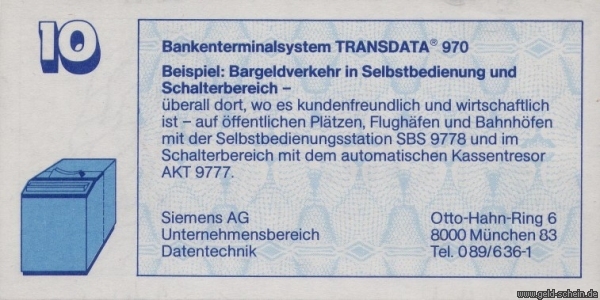 10
Bankenterminalsystem TRANSDATA® 970
Beispiel: Bargeldverkehr in Selbstbedienung und
Schalterbereich –
überall dort, wo es kundenfreundlich und wirtschaftlich
ist – auf öffentlichen Plätzen, Flughäfen und Bahnhöfen
mit der Selbstbedienungsstation SBS 9778 und im
Schalterbereich mit dem automatischen Kassentresor
AKT 9777.
Siemens AG
Unternehmensbereich
Datentechnik
Otto-Hahn-Ring 6
8000 München 83
Tel. 089/636-1
www.geld-schein.de